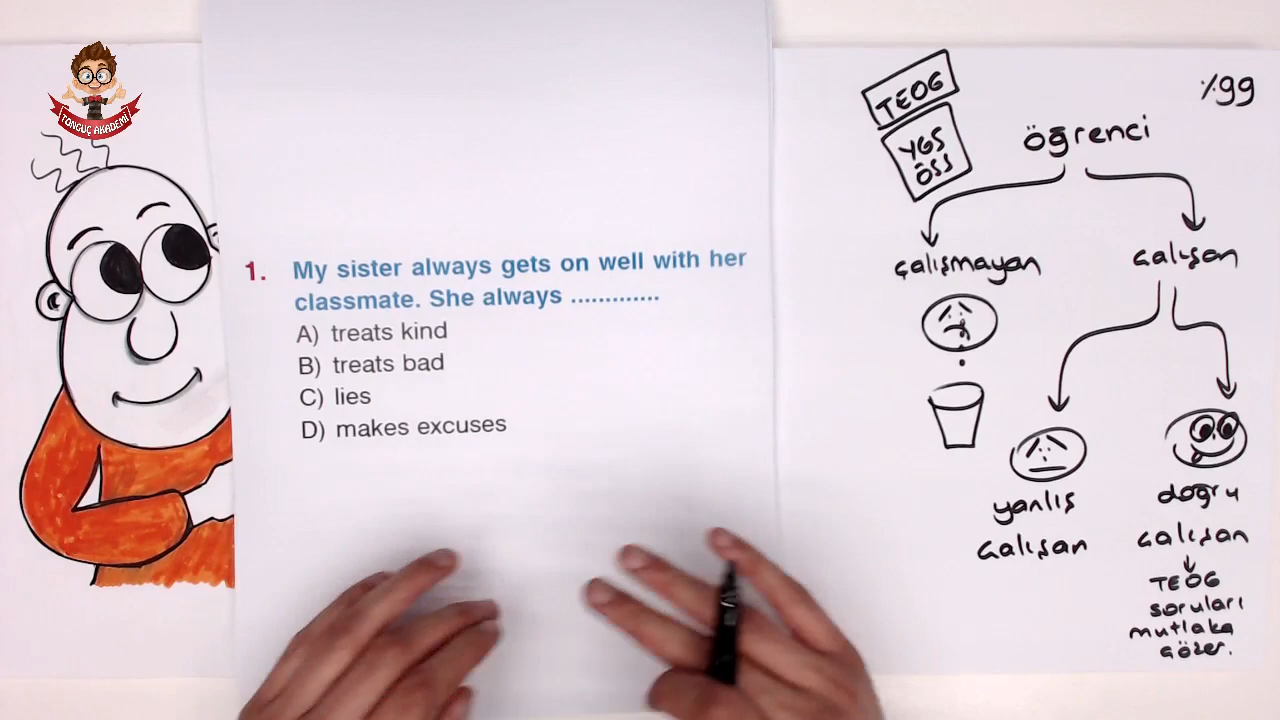 TONGUÇ AKADEMİ
1. My sister always gets on well with her
classmate. She always .............
A) treats kind
B) treats bad
C) lies
D) makes excuses
TEOG
YGS
ÖSS
%99
öğrenci
çalışmayan
çalışan
yanlış
çalışan
doğru
çalışan
TEOG
soruları
mutlaka
çözer.